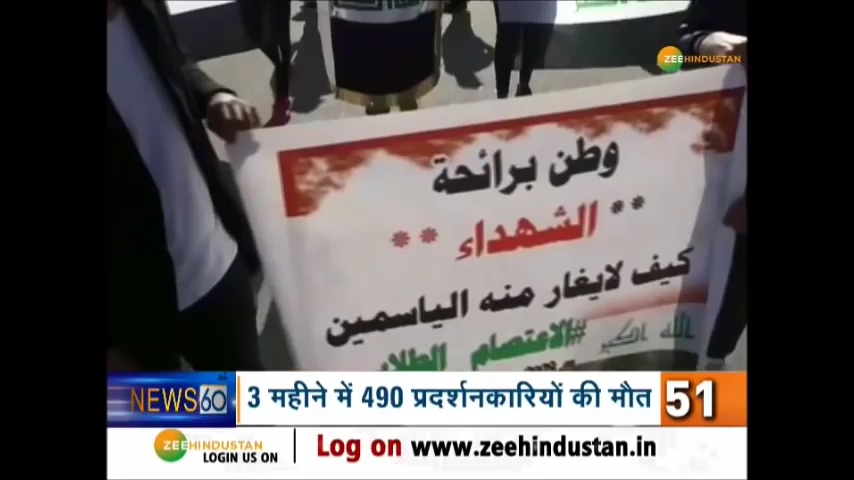 ZEEHINDUSTAN
وطن برائحة
** الشهداء **
كيف لايغار منه الياسمين
الله اكبر
#الاعتصام
NEWS60
3 महीने में 490 प्रदर्शनकारियों की मौत
51
ZEEHINDUSTAN
LOGIN US ON
Log on www.zeehindustan.in